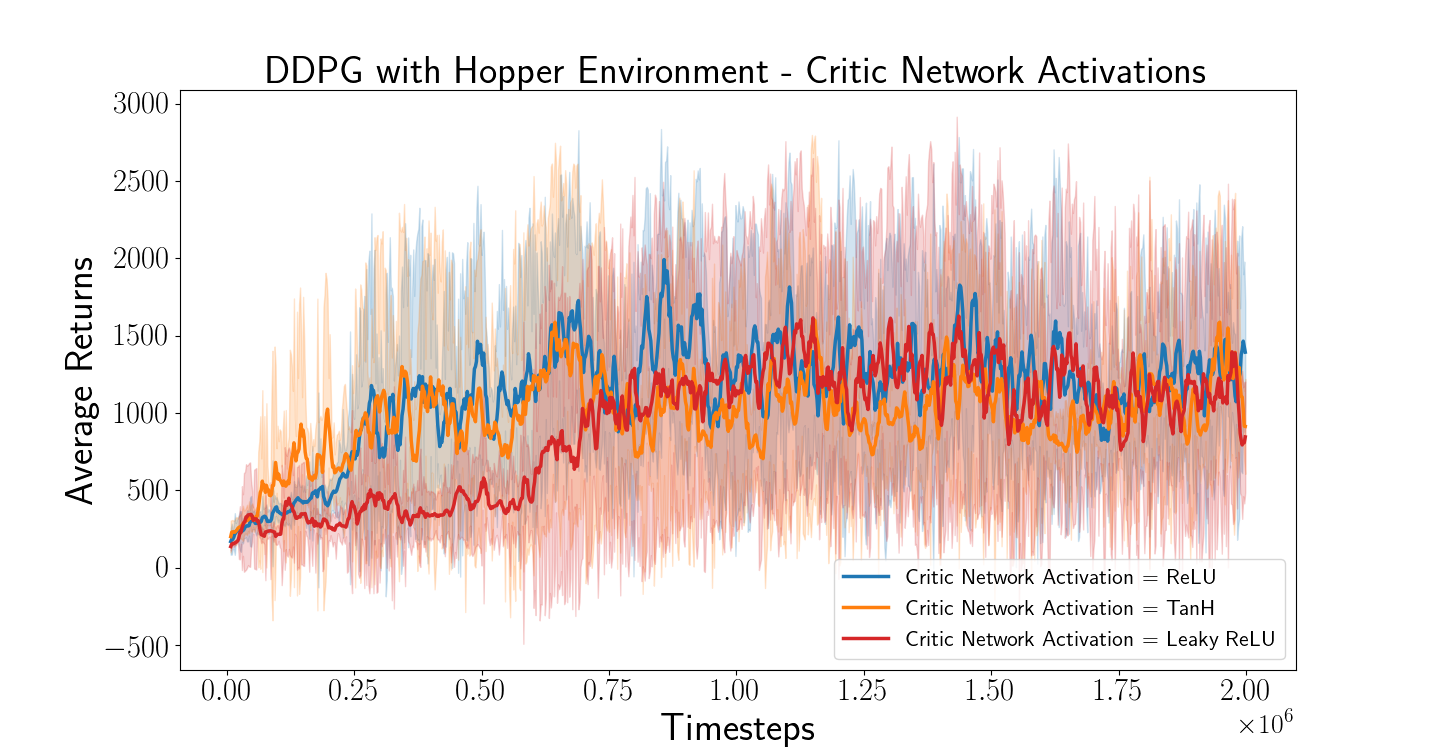 DDPG with Hopper Environment - Critic Network Activations
3000
2500
2000
1500
1000
500
0
−500
Average Returns
Critic Network Activation = ReLU
Critic Network Activation = TanH
Critic Network Activation = Leaky ReLU
0.00 0.25 0.50 0.75 1.00 1.25 1.50 1.75 2.00
×10⁶
Timesteps